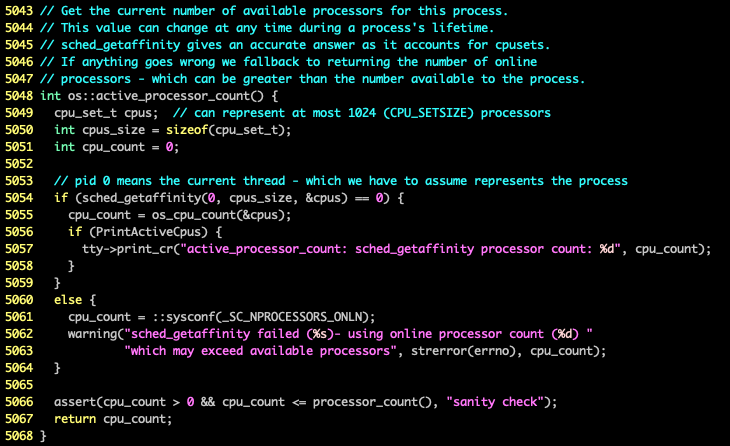 5043 // Get the current number of available processors for this process.
5044 // This value can change at any time during a process's lifetime.
5045 // sched_getaffinity gives an accurate answer as it accounts for cpusets.
5046 // If anything goes wrong we fallback to returning the number of online
5047 // processors - which can be greater than the number available to the process.
5048 int os::active_processor_count() {
5049   cpu_set_t cpus;  // can represent at most 1024 (CPU_SETSIZE) processors
5050   int cpus_size = sizeof(cpu_set_t);
5051   int cpu_count = 0;
5052
5053   // pid 0 means the current thread - which we have to assume represents the process
5054   if (sched_getaffinity(0, cpus_size, &cpus) == 0) {
5055     cpu_count = os_cpu_count(&cpus);
5056     if (PrintActiveCpus) {
5057       tty->print_cr("active_processor_count: sched_getaffinity processor count: %d", cpu_count);
5058     }
5059   }
5060   else {
5061     cpu_count = ::sysconf(_SC_NPROCESSORS_ONLN);
5062     warning("sched_getaffinity failed (%s)- using online processor count (%d) "
5063             "which may exceed available processors", strerror(errno), cpu_count);
5064   }
5065
5066   assert(cpu_count > 0 && cpu_count <= processor_count(), "sanity check");
5067   return cpu_count;
5068 }